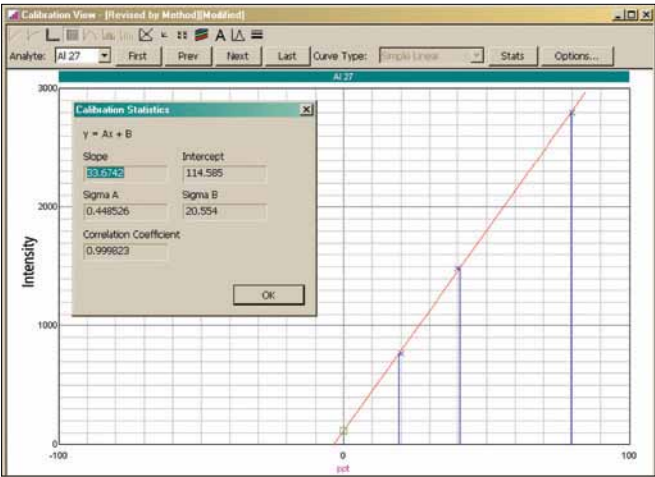 Calibration View - [Revised by Method][Modified]
Analyte: Al 27 First Prev Next Last Curve Type: Simple Linear Stats Options...
Al 27
3000
2000
1000
0
Intensity
-100 0 100
ppt
Calibration Statistics
y = Ax + B
Slope Intercept
33.6742 114.585
Sigma A Sigma B
0.448526 20.554
Correlation Coefficient
0.999823
OK